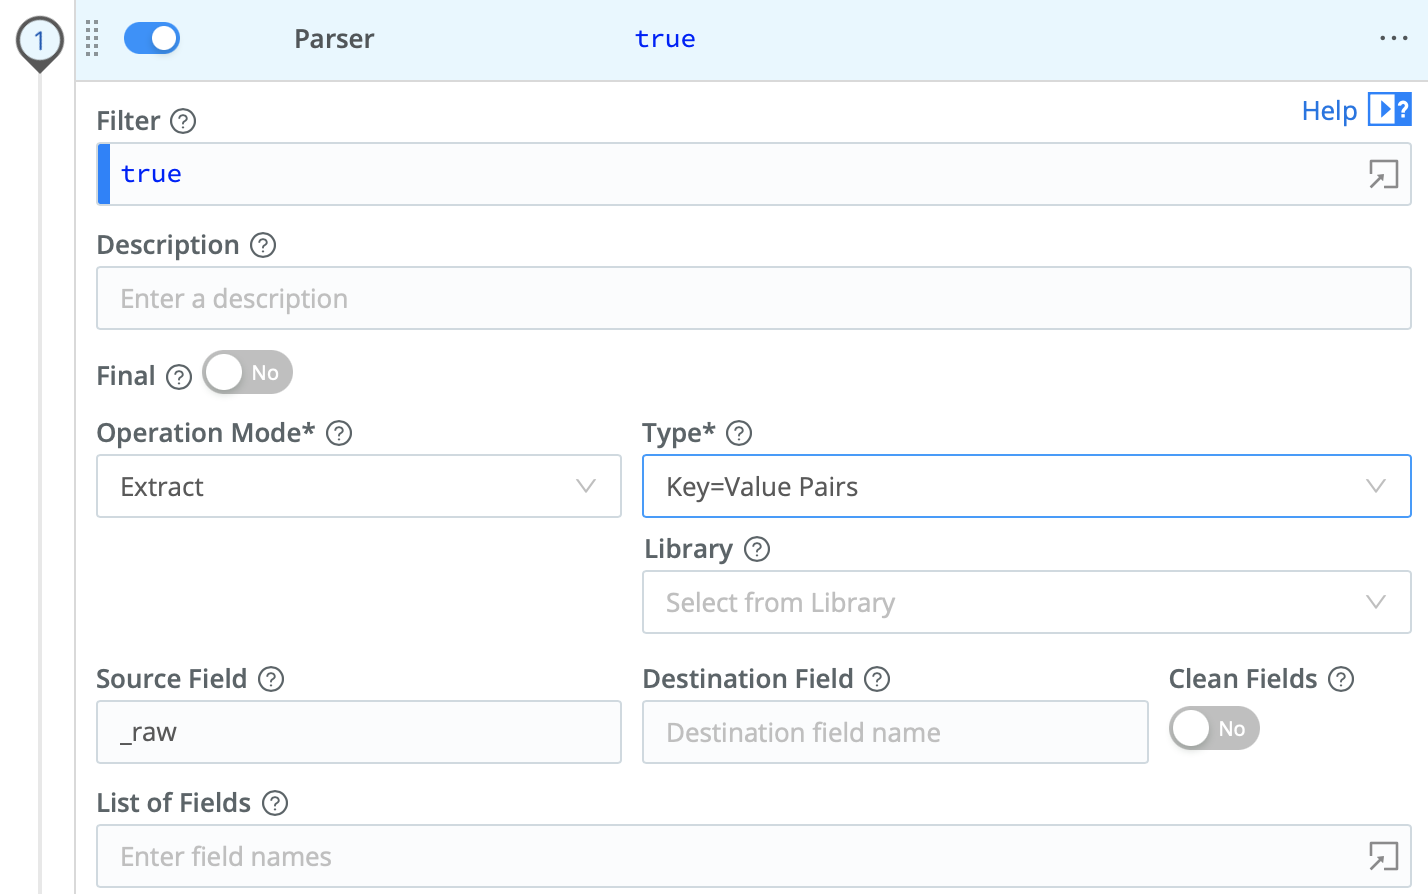 1 Parser true ...
Filter ? Help ?
true
Description ?
Enter a description
Final ? No
Operation Mode* ? Type* ?
Extract Key=Value Pairs
Library ?
Select from Library
Source Field ? Destination Field ? Clean Fields ?
_raw Destination field name No
List of Fields ?
Enter field names